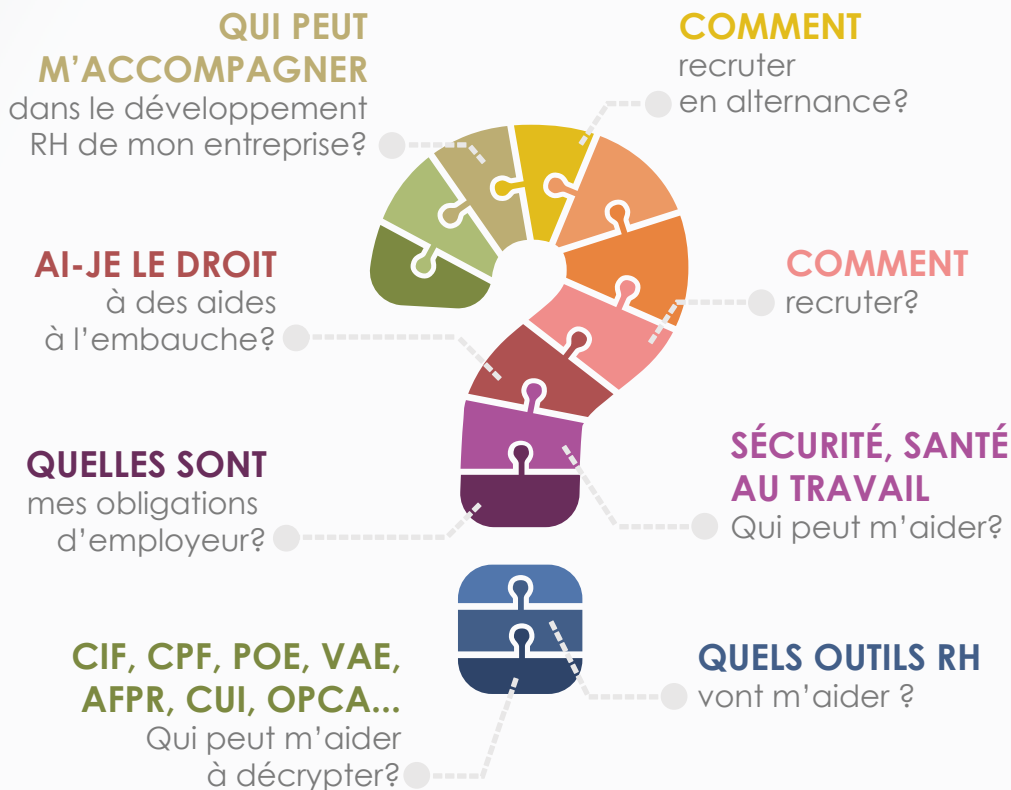 QUI PEUT
M'ACCOMPAGNER
dans le développement
RH de mon entreprise?
COMMENT
recruter
en alternance?
AI-JE LE DROIT
à des aides
à l'embauche?
COMMENT
recruter?
QUELLES SONT
mes obligations
d'employeur?
SÉCURITÉ, SANTÉ
AU TRAVAIL
Qui peut m'aider?
CIF, CPF, POE, VAE,
AFPR, CUI, OPCA...
Qui peut m'aider
à décrypter?
QUELS OUTILS RH
vont m'aider ?